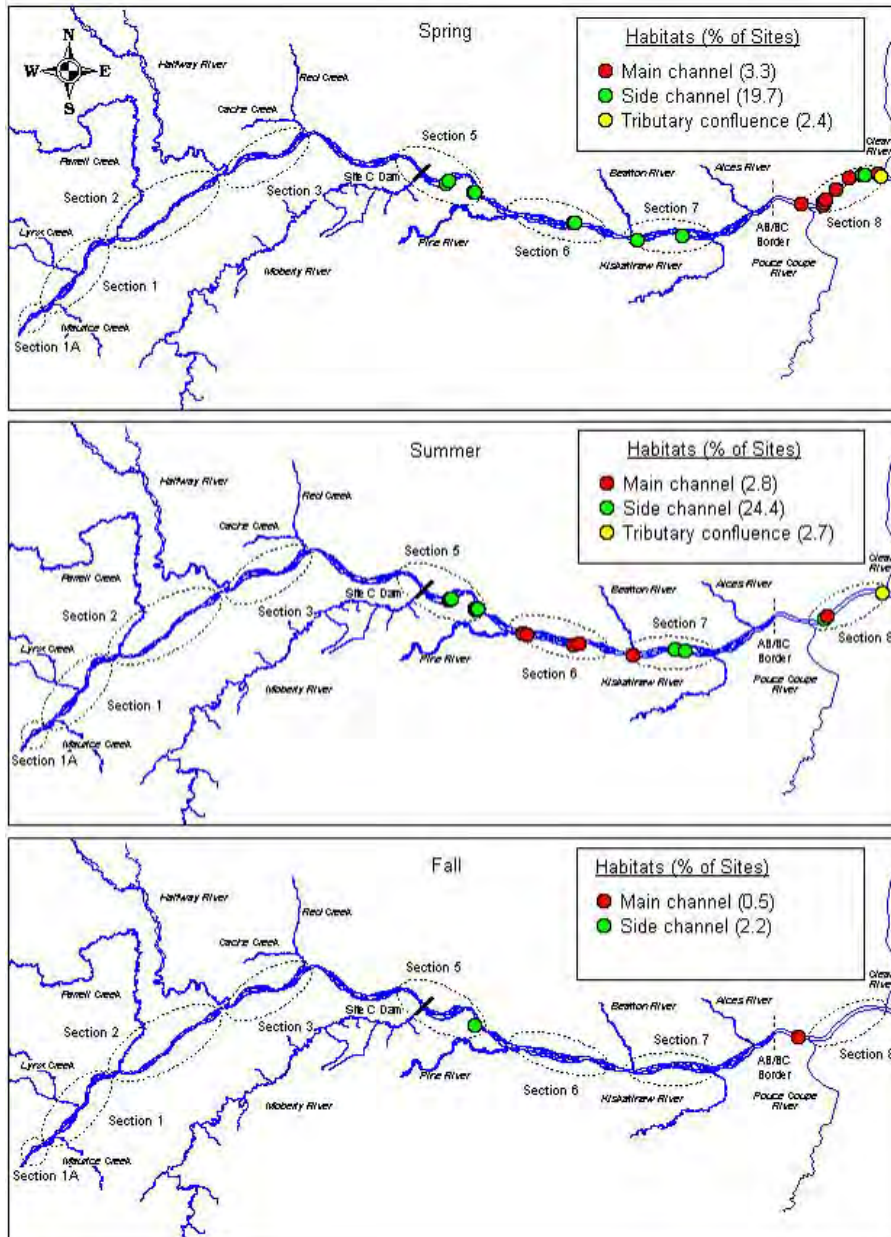 Spring
N
W E
S
Habitats (% of Sites)
Main channel (3.3)
Side channel (19.7)
Tributary confluence (2.4)
Halfway River
Red Creek
Cache Creek
Farrell Creek
Section 5
Site C Dam
Section 2
Section 3
Lynx Creek
Section 1
Maurice Creek
Section 1A
Moberly River
Pine River
Section 6
Beatton River
Section 7
Kiskatinaw River
Alces River
AB/BC
Border
Pouce Coupe
River
Section 8
Clear
River
Summer
Habitats (% of Sites)
Main channel (2.8)
Side channel (24.4)
Tributary confluence (2.7)
Halfway River
Red Creek
Cache Creek
Farrell Creek
Section 5
Site C Dam
Section 2
Section 3
Lynx Creek
Section 1
Maurice Creek
Section 1A
Moberly River
Pine River
Section 6
Beatton River
Section 7
Kiskatinaw River
Alces River
AB/BC
Border
Pouce Coupe
River
Section 8
Clear
River
Fall
Habitats (% of Sites)
Main channel (0.5)
Side channel (2.2)
Halfway River
Red Creek
Cache Creek
Farrell Creek
Section 5
Site C Dam
Section 2
Section 3
Lynx Creek
Section 1
Maurice Creek
Section 1A
Moberly River
Pine River
Section 6
Beatton River
Section 7
Kiskatinaw River
Alces River
AB/BC
Border
Pouce Coupe
River
Section 8
Clear
River